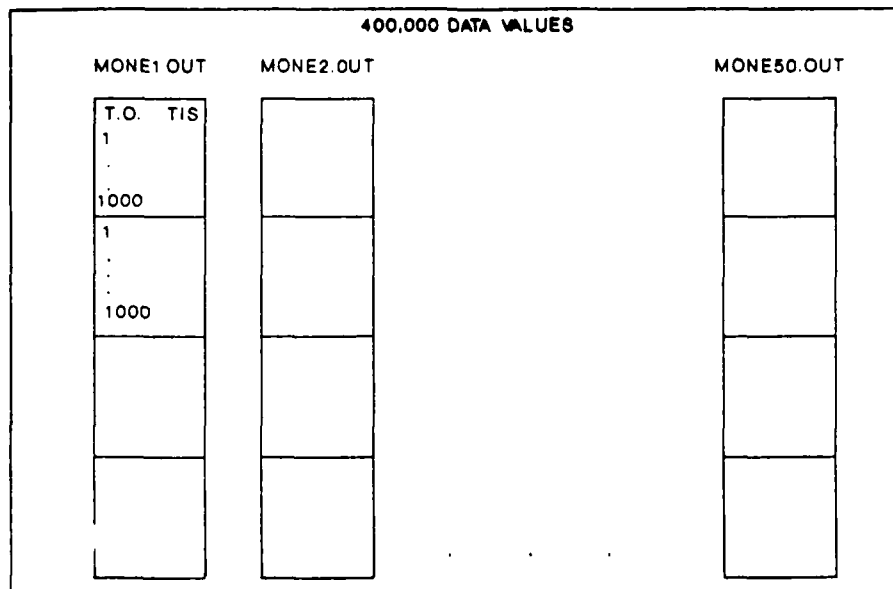 400,000 DATA VALUES
MONE1 OUT MONE2.OUT MONE50.OUT
T.O. TIS
1
.
.
1000
1
.
.
.
1000
. . .